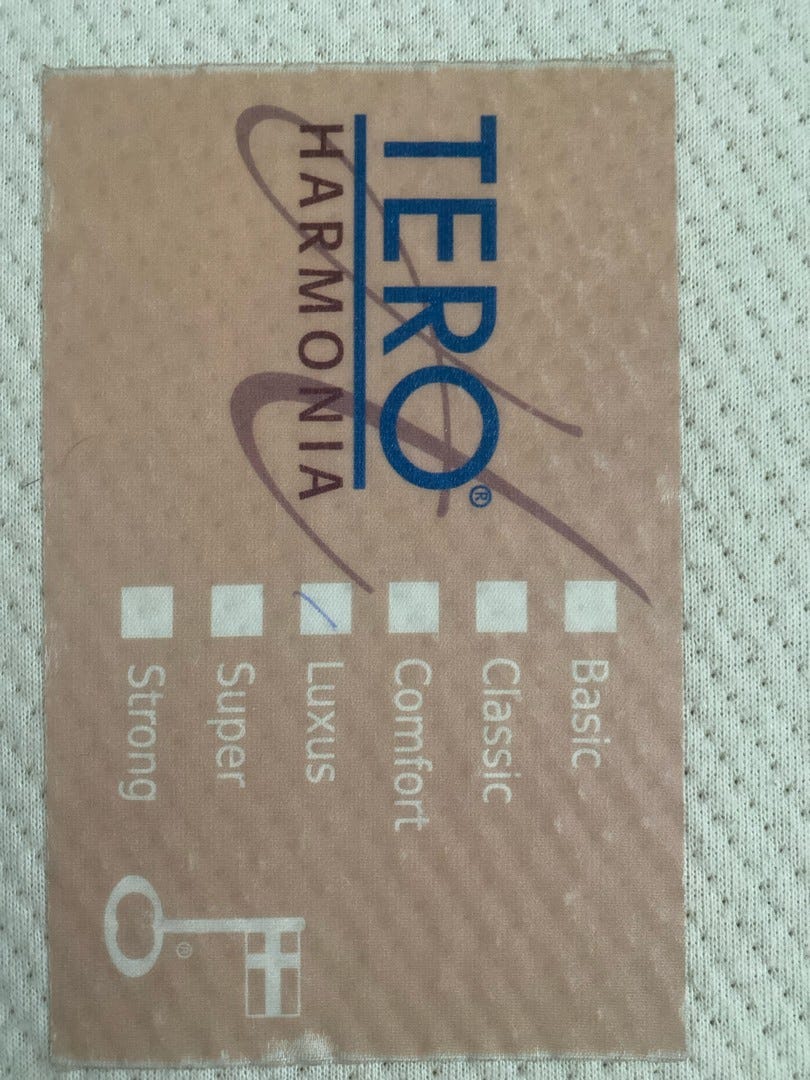 TERO®
HARMONIA
Basic
Classic
Comfort
Luxus
Super
Strong
®